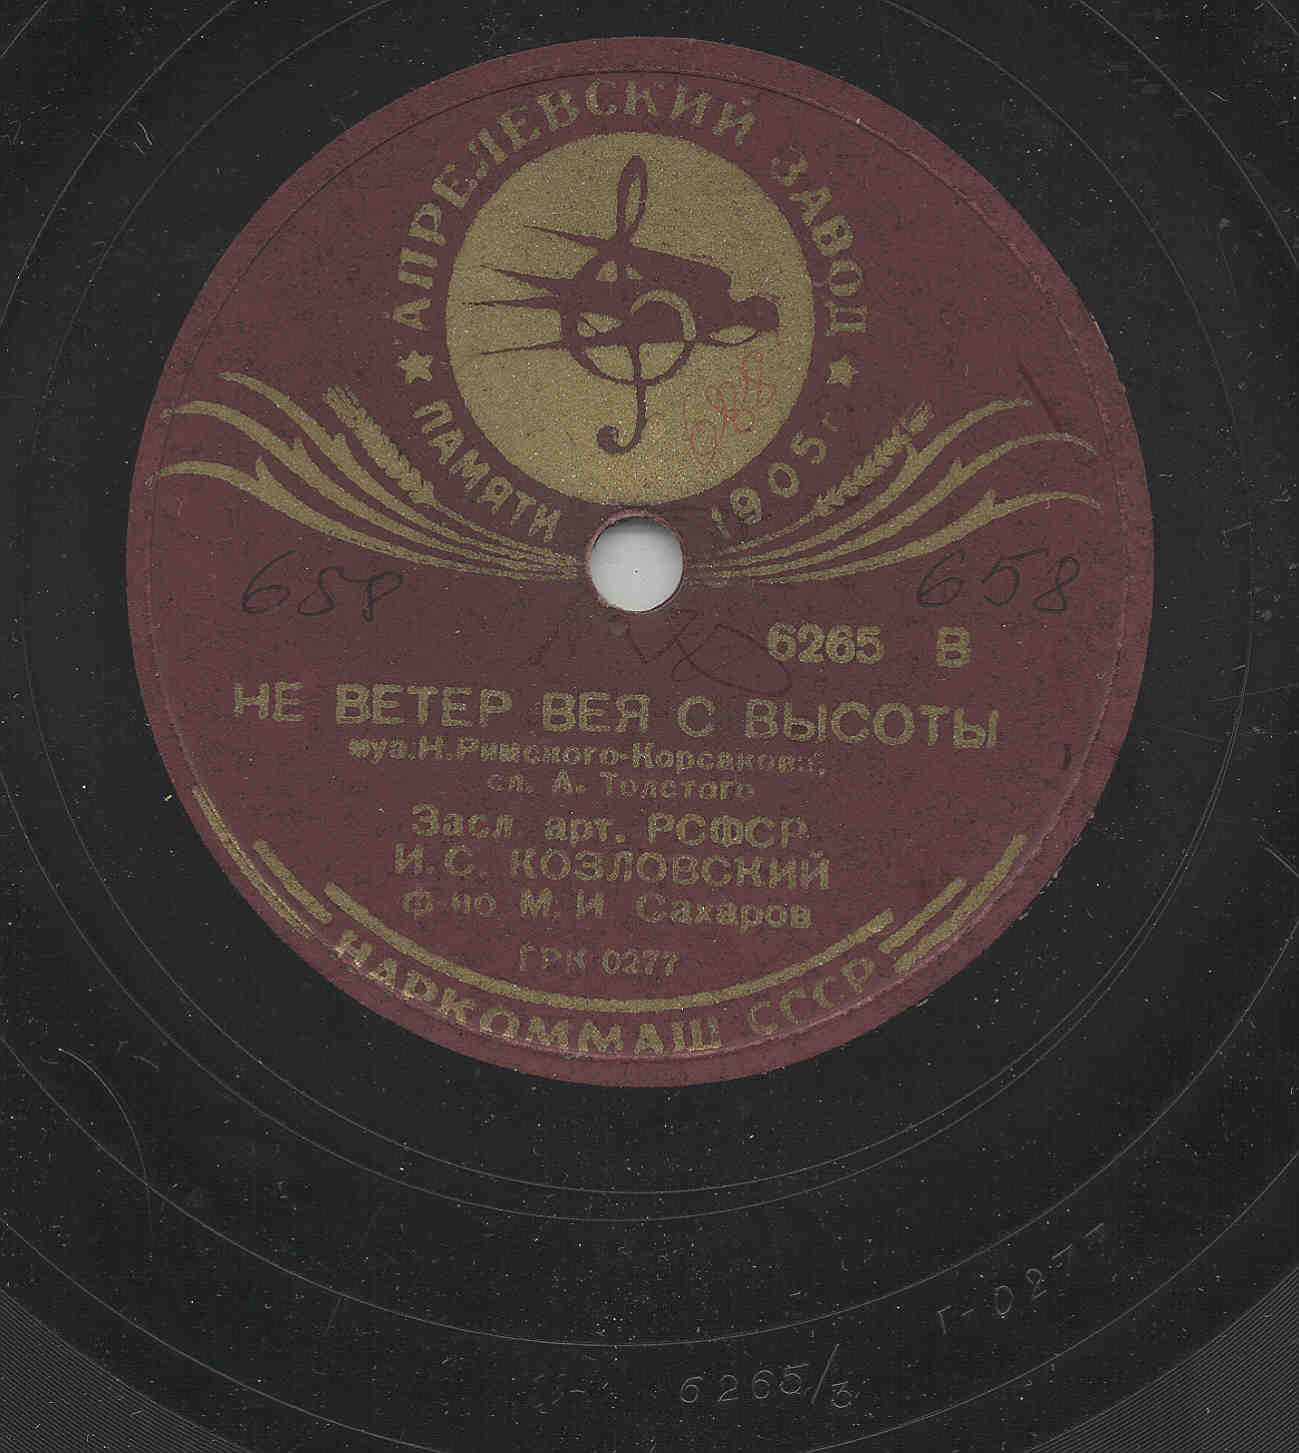 АПРЕЛЕВСКИЙ ЗАВОД
ПАМЯТИ 1905 г
658 658
6265 В
НЕ ВЕТЕР ВЕЯ С ВЫСОТЫ
муз. Н. Римского-Корсакова,
сл. А. Толстого
Засл арт. РСФСР
И. С. КОЗЛОВСКИЙ
ф-но М. И Сахаров
ГРК 0277
НАРКОММАШ СССР
Г-0277
6265/3